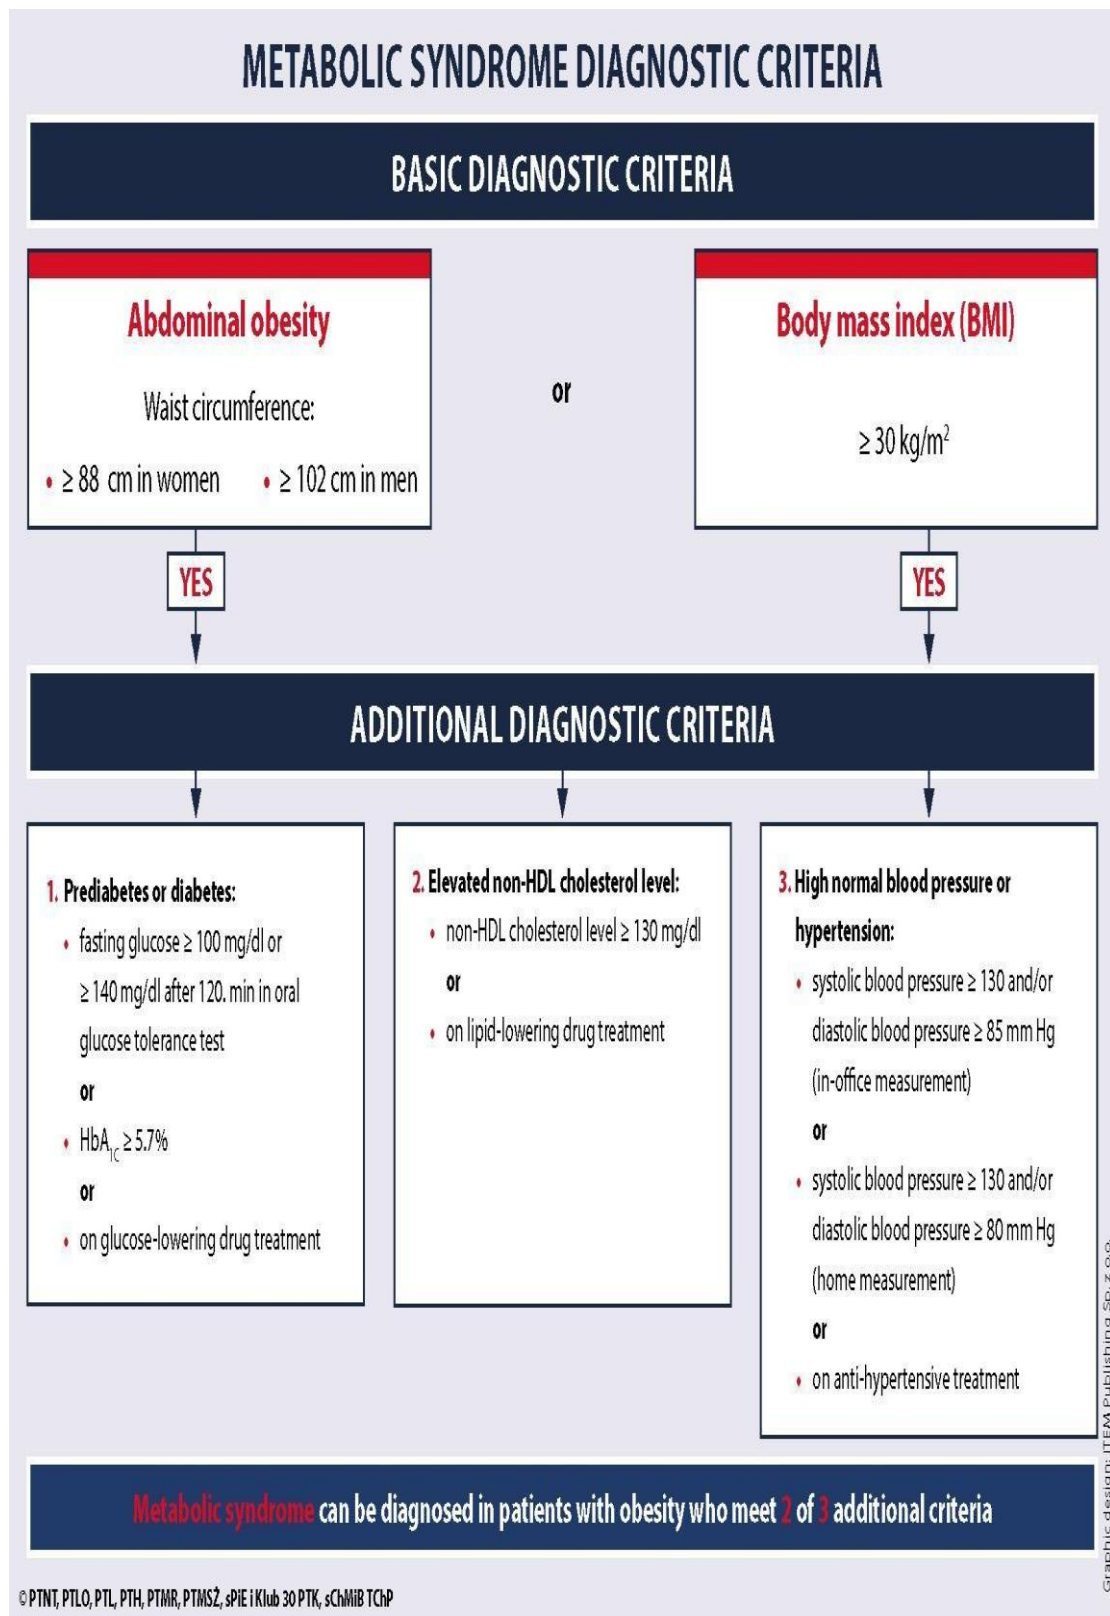 METABOLIC SYNDROME DIAGNOSTIC CRITERIA
BASIC DIAGNOSTIC CRITERIA
Abdominal obesity
Waist circumference:
• ≥ 88 cm in women • ≥ 102 cm in men
or
Body mass index (BMI)
≥ 30 kg/m²
YES
YES
ADDITIONAL DIAGNOSTIC CRITERIA
1. Prediabetes or diabetes:
• fasting glucose ≥ 100 mg/dl or
≥ 140 mg/dl after 120. min in oral
glucose tolerance test
or
• HbA1C ≥ 5.7%
or
• on glucose-lowering drug treatment
2. Elevated non-HDL cholesterol level:
• non-HDL cholesterol level ≥ 130 mg/dl
or
• on lipid-lowering drug treatment
3. High normal blood pressure or
hypertension:
• systolic blood pressure ≥ 130 and/or
diastolic blood pressure ≥ 85 mm Hg
(in-office measurement)
or
• systolic blood pressure ≥ 130 and/or
diastolic blood pressure ≥ 80 mm Hg
(home measurement)
or
• on anti-hypertensive treatment
Metabolic syndrome can be diagnosed in patients with obesity who meet 2 of 3 additional criteria
© PTNT, PTLO, PTL, PTH, PTMR, PTMSŻ, sPiE i Klub 30 PTK, sChMiB TChP
Graphic design: ITEM Publishing Sp. z o.o.